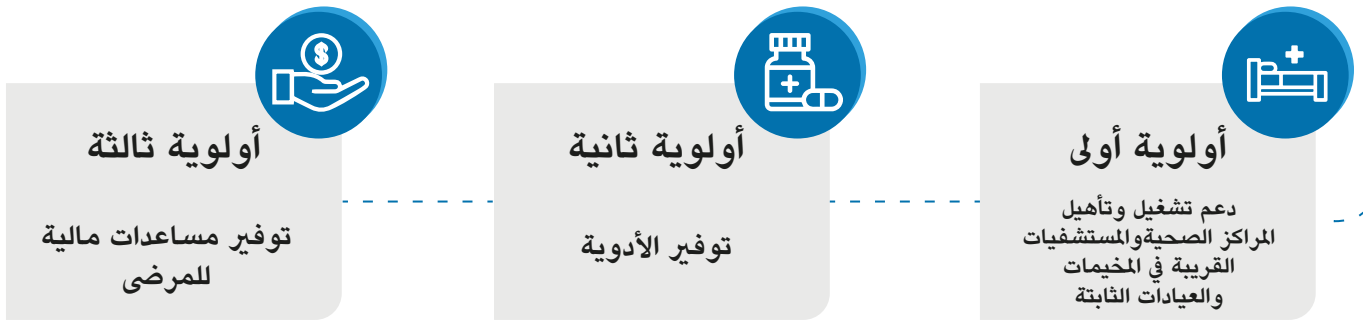 أولوية أولى
دعم تشغيل وتأهيل
المراكز الصحيةوالمستشفيات
القريبة في المخيمات
والعيادات الثابتة
أولوية ثانية
توفير الأدوية
أولوية ثالثة
توفير مساعدات مالية
للمرضى